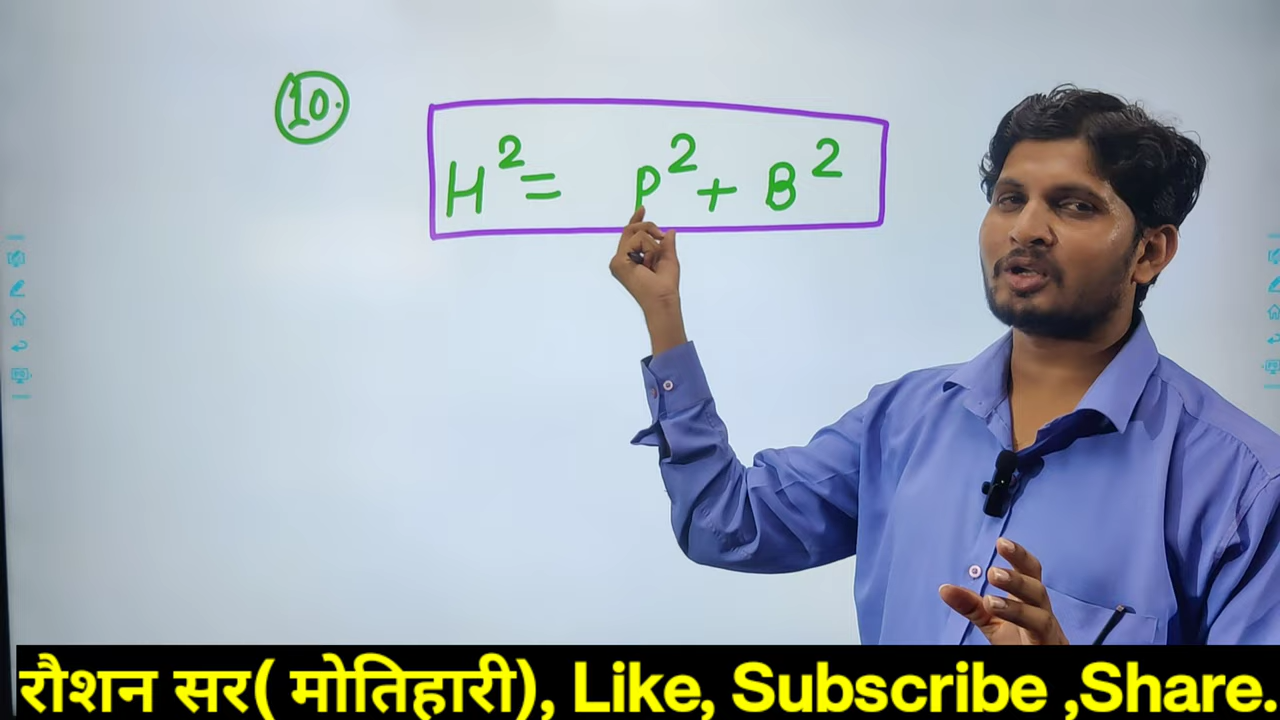 10.
H² = P² + B²
रौशन सर( मोतिहारी), Like, Subscribe ,Share.